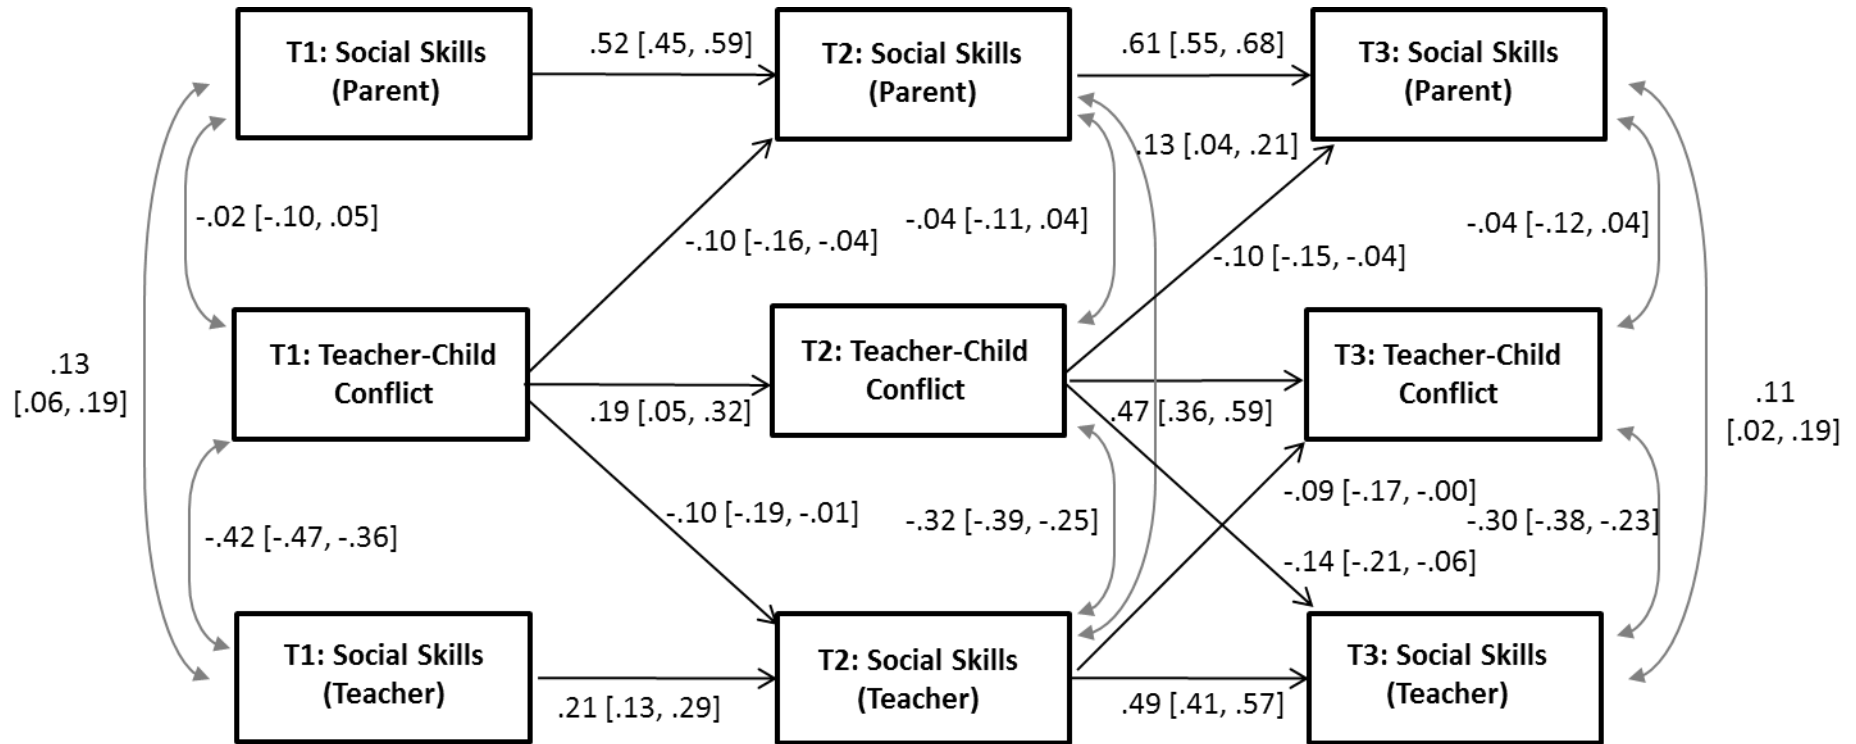 T1: Social Skills
(Parent)
.52 [.45, .59]
T2: Social Skills
(Parent)
.61 [.55, .68]
T3: Social Skills
(Parent)
.13 [.04, .21]
-.02 [-.10, .05]
-.10 [-.16, -.04]
-.04 [-.11, .04]
-.10 [-.15, -.04]
-.04 [-.12, .04]
.13
[.06, .19]
T1: Teacher-Child
Conflict
.19 [.05, .32]
T2: Teacher-Child
Conflict
.47 [.36, .59]
T3: Teacher-Child
Conflict
.11
[.02, .19]
-.42 [-.47, -.36]
-.10 [-.19, -.01]
-.32 [-.39, -.25]
-.09 [-.17, -.00]
-.30 [-.38, -.23]
-.14 [-.21, -.06]
T1: Social Skills
(Teacher)
.21 [.13, .29]
T2: Social Skills
(Teacher)
.49 [.41, .57]
T3: Social Skills
(Teacher)